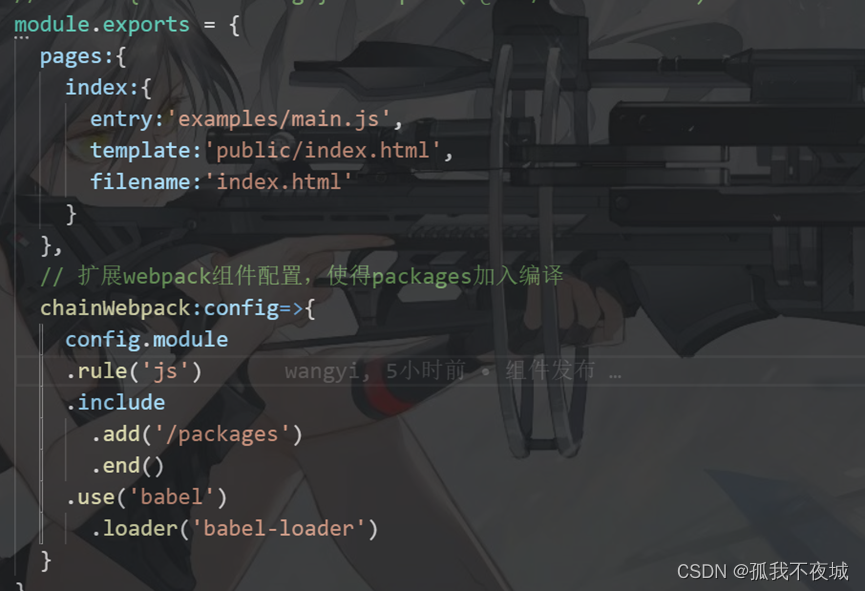 module.exports = {
pages:{
index:{
entry:'examples/main.js',
template:'public/index.html',
filename:'index.html'
}
},
// 扩展webpack组件配置，使得packages加入编译
chainWebpack:config=>{
config.module
.rule('js') wangyi, 5小时前 • 组件发布 …
.include
.add('/packages')
.end()
.use('babel')
.loader('babel-loader')
}
CSDN @孤我不夜城